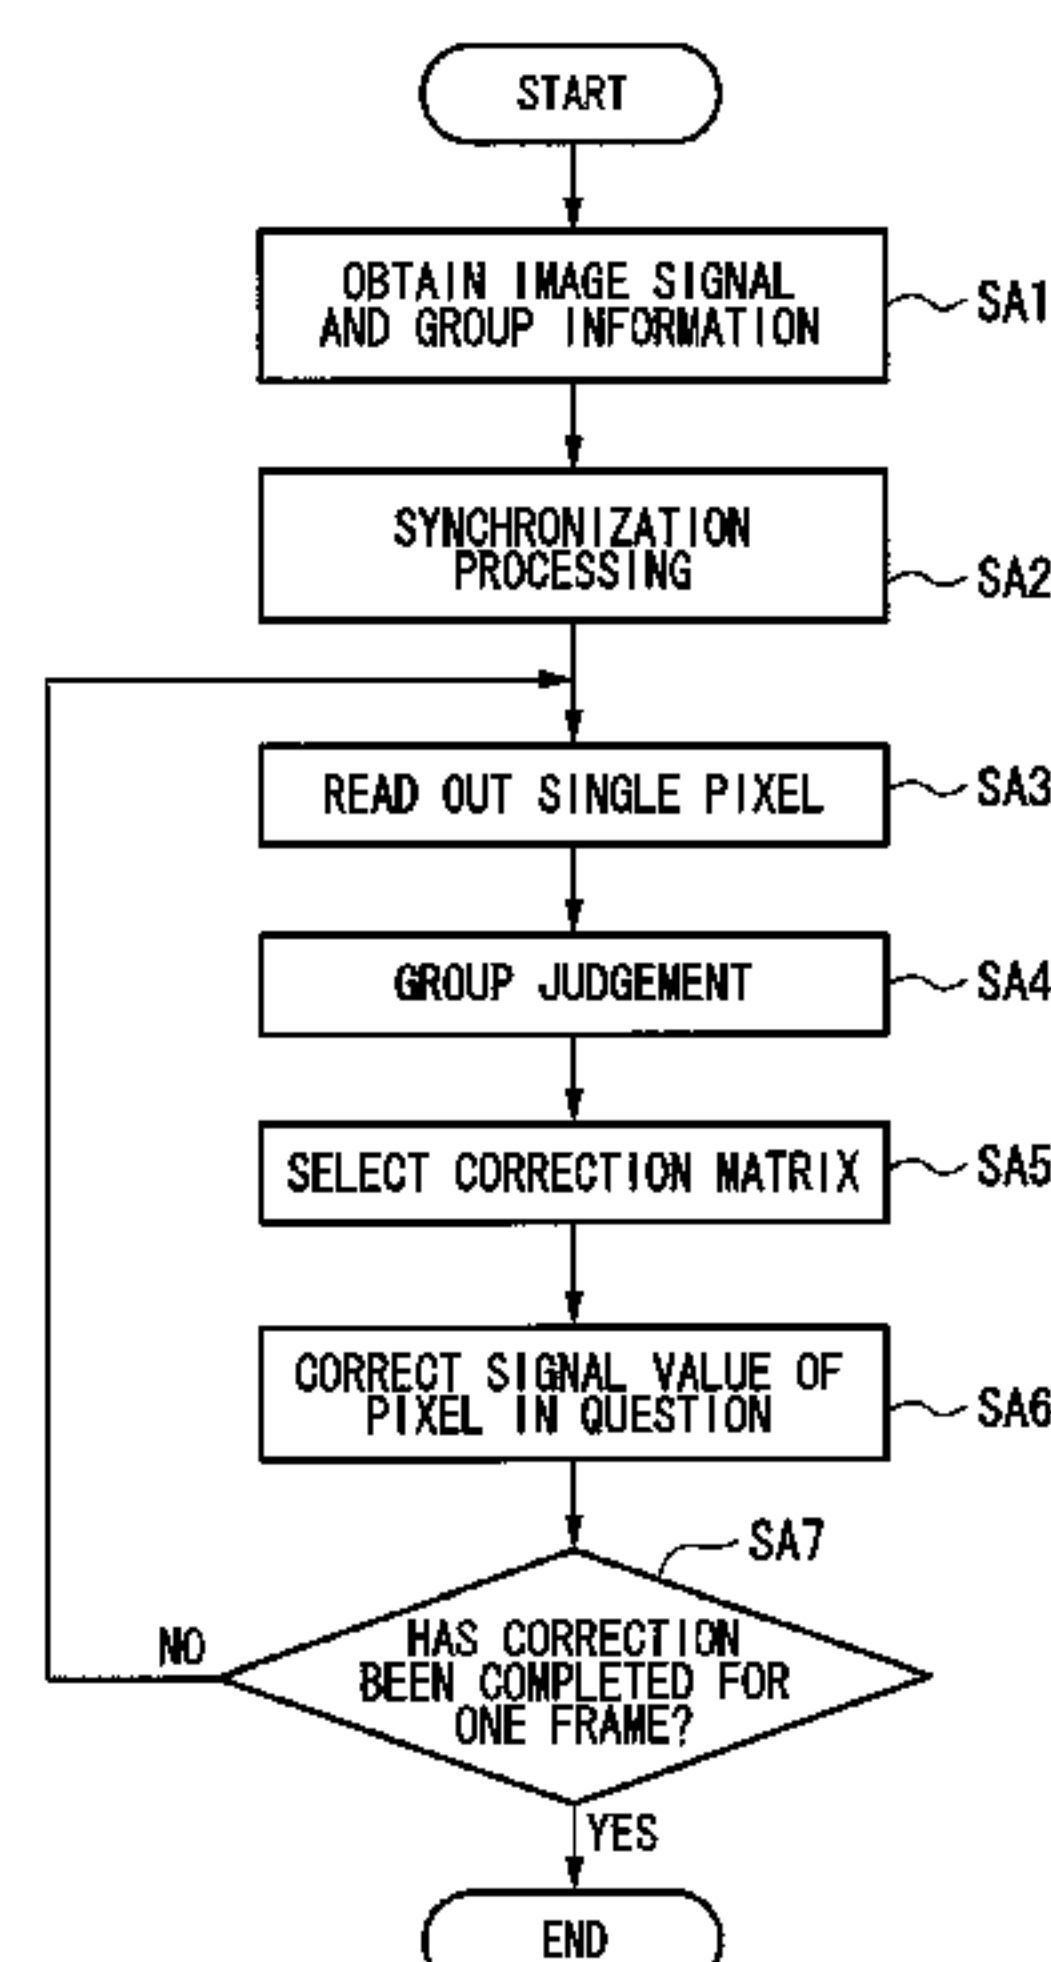 START
OBTAIN IMAGE SIGNAL
AND GROUP INFORMATION
SA1
SYNCHRONIZATION
PROCESSING
SA2
READ OUT SINGLE PIXEL
SA3
GROUP JUDGEMENT
SA4
SELECT CORRECTION MATRIX
SA5
CORRECT SIGNAL VALUE OF
PIXEL IN QUESTION
SA6
SA7
HAS CORRECTION
BEEN COMPLETED FOR
ONE FRAME?
NO
YES
END